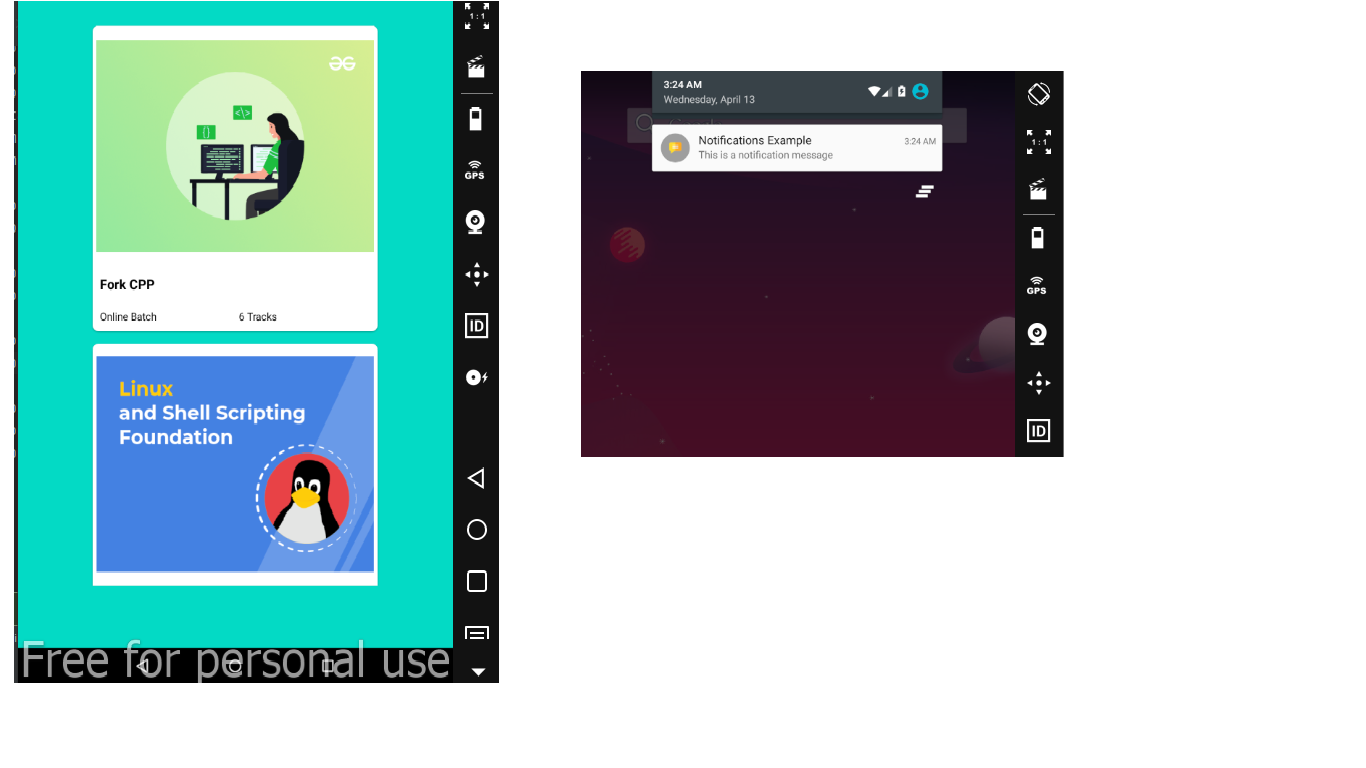 1 : 1
GPS
ID
{}
<\>
Fork CPP
Online Batch
6 Tracks
Linux
and Shell Scripting
Foundation
Free for personal use
3:24 AM
Wednesday, April 13
Notifications Example
3:24 AM
This is a notification message
1 : 1
GPS
ID